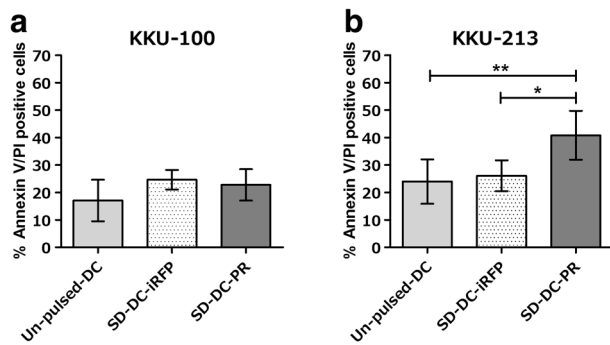 a
KKU-100
% Annexin V/PI positive cells
70
60
50
40
30
20
10
0
Un-pulsed-DC
SD-DC-iRFP
SD-DC-PR
b
KKU-213
% Annexin V/PI positive cells
70
60
50
40
30
20
10
0
**
*
Un-pulsed-DC
SD-DC-iRFP
SD-DC-PR